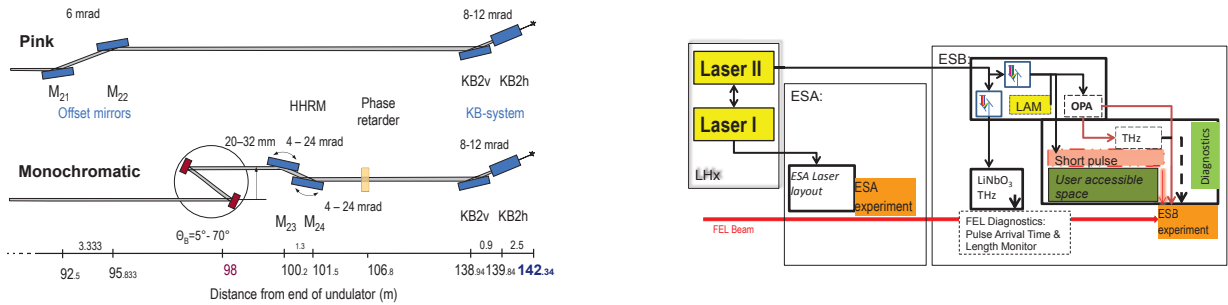 6 mrad
8-12 mrad
Pink
M21
M22
KB2v KB2h
Offset mirrors
HHRM
Phase
retarder
KB-system
20–32 mm
4 – 24 mrad
8-12 mrad
Monochromatic
4 – 24 mrad
M23 M24
KB2v KB2h
ΘB=5°- 70°
3.333
1.3
0.9
2.5
92.5
95.833
98
100.2
101.5
106.8
138.94
139.84
142.34
Distance from end of undulator (m)
Laser II
Laser I
LHx
ESA:
ESA Laser
layout
ESA
experiment
FEL Beam
ESB:
LAM
OPA
THz
Short pulse
User accessible
space
Diagnostics
LiNbO3
THz
ESB
experiment
FEL Diagnostics:
Pulse Arrival Time &
Length Monitor